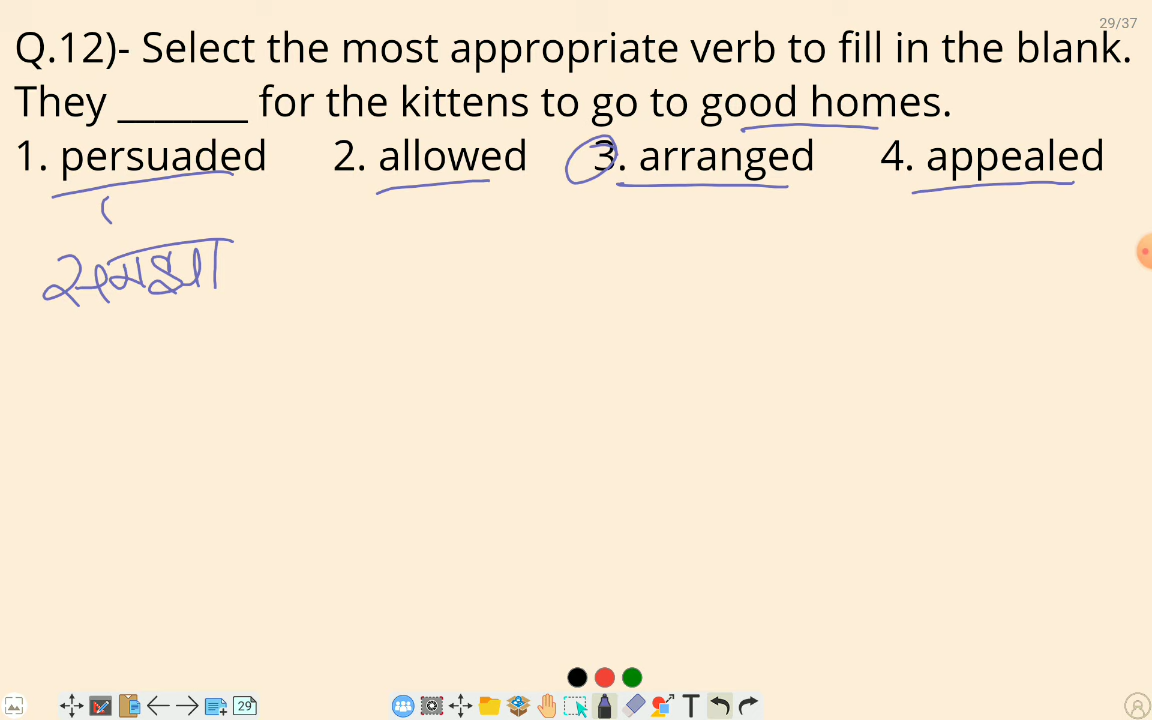 29/37
Q.12)- Select the most appropriate verb to fill in the blank.
They _______ for the kittens to go to good homes.
1. persuaded 2. allowed 3. arranged 4. appealed
समझा
29
T